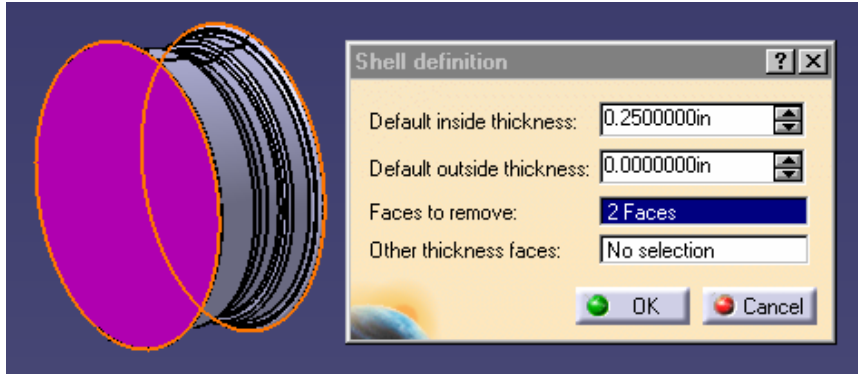 Shell definition
Default inside thickness: 0.2500000in
Default outside thickness: 0.0000000in
Faces to remove: 2 Faces
Other thickness faces: No selection
OK Cancel